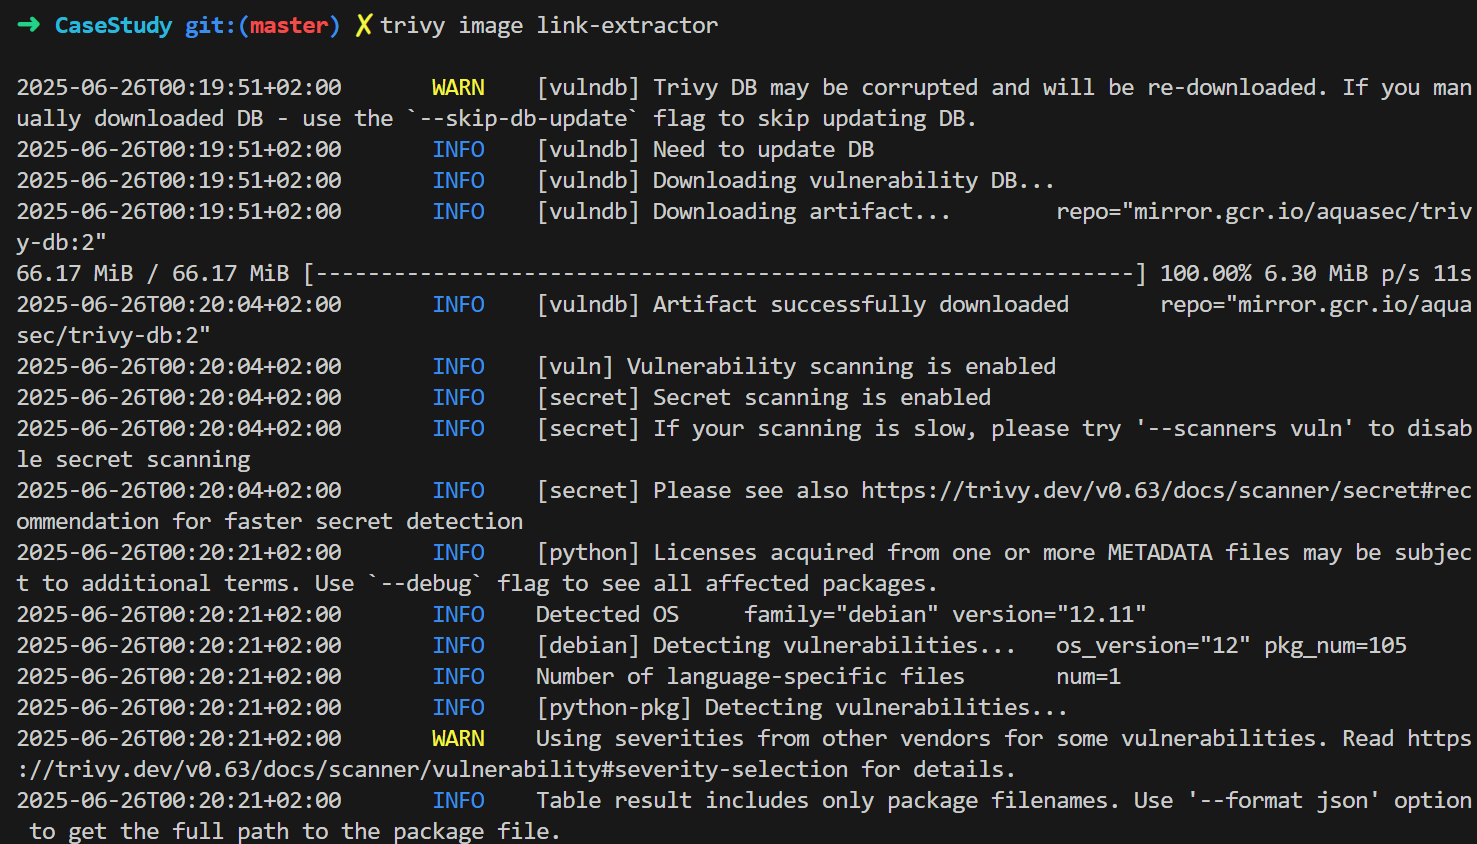 ➜ CaseStudy git:(master) ✗ trivy image link-extractor
2025-06-26T00:19:51+02:00 WARN [vulndb] Trivy DB may be corrupted and will be re-downloaded. If you man
ually downloaded DB - use the `--skip-db-update` flag to skip updating DB.
2025-06-26T00:19:51+02:00 INFO [vulndb] Need to update DB
2025-06-26T00:19:51+02:00 INFO [vulndb] Downloading vulnerability DB...
2025-06-26T00:19:51+02:00 INFO [vulndb] Downloading artifact... repo="mirror.gcr.io/aquasec/triv
y-db:2"
66.17 MiB / 66.17 MiB [---------------------------------------------------------------] 100.00% 6.30 MiB p/s 11s
2025-06-26T00:20:04+02:00 INFO [vulndb] Artifact successfully downloaded repo="mirror.gcr.io/aqua
sec/trivy-db:2"
2025-06-26T00:20:04+02:00 INFO [vuln] Vulnerability scanning is enabled
2025-06-26T00:20:04+02:00 INFO [secret] Secret scanning is enabled
2025-06-26T00:20:04+02:00 INFO [secret] If your scanning is slow, please try '--scanners vuln' to disab
le secret scanning
2025-06-26T00:20:04+02:00 INFO [secret] Please see also https://trivy.dev/v0.63/docs/scanner/secret#rec
ommendation for faster secret detection
2025-06-26T00:20:21+02:00 INFO [python] Licenses acquired from one or more METADATA files may be subjec
t to additional terms. Use `--debug` flag to see all affected packages.
2025-06-26T00:20:21+02:00 INFO Detected OS family="debian" version="12.11"
2025-06-26T00:20:21+02:00 INFO [debian] Detecting vulnerabilities... os_version="12" pkg_num=105
2025-06-26T00:20:21+02:00 INFO Number of language-specific files num=1
2025-06-26T00:20:21+02:00 INFO [python-pkg] Detecting vulnerabilities...
2025-06-26T00:20:21+02:00 WARN Using severities from other vendors for some vulnerabilities. Read https
://trivy.dev/v0.63/docs/scanner/vulnerability#severity-selection for details.
2025-06-26T00:20:21+02:00 INFO Table result includes only package filenames. Use '--format json' option
to get the full path to the package file.